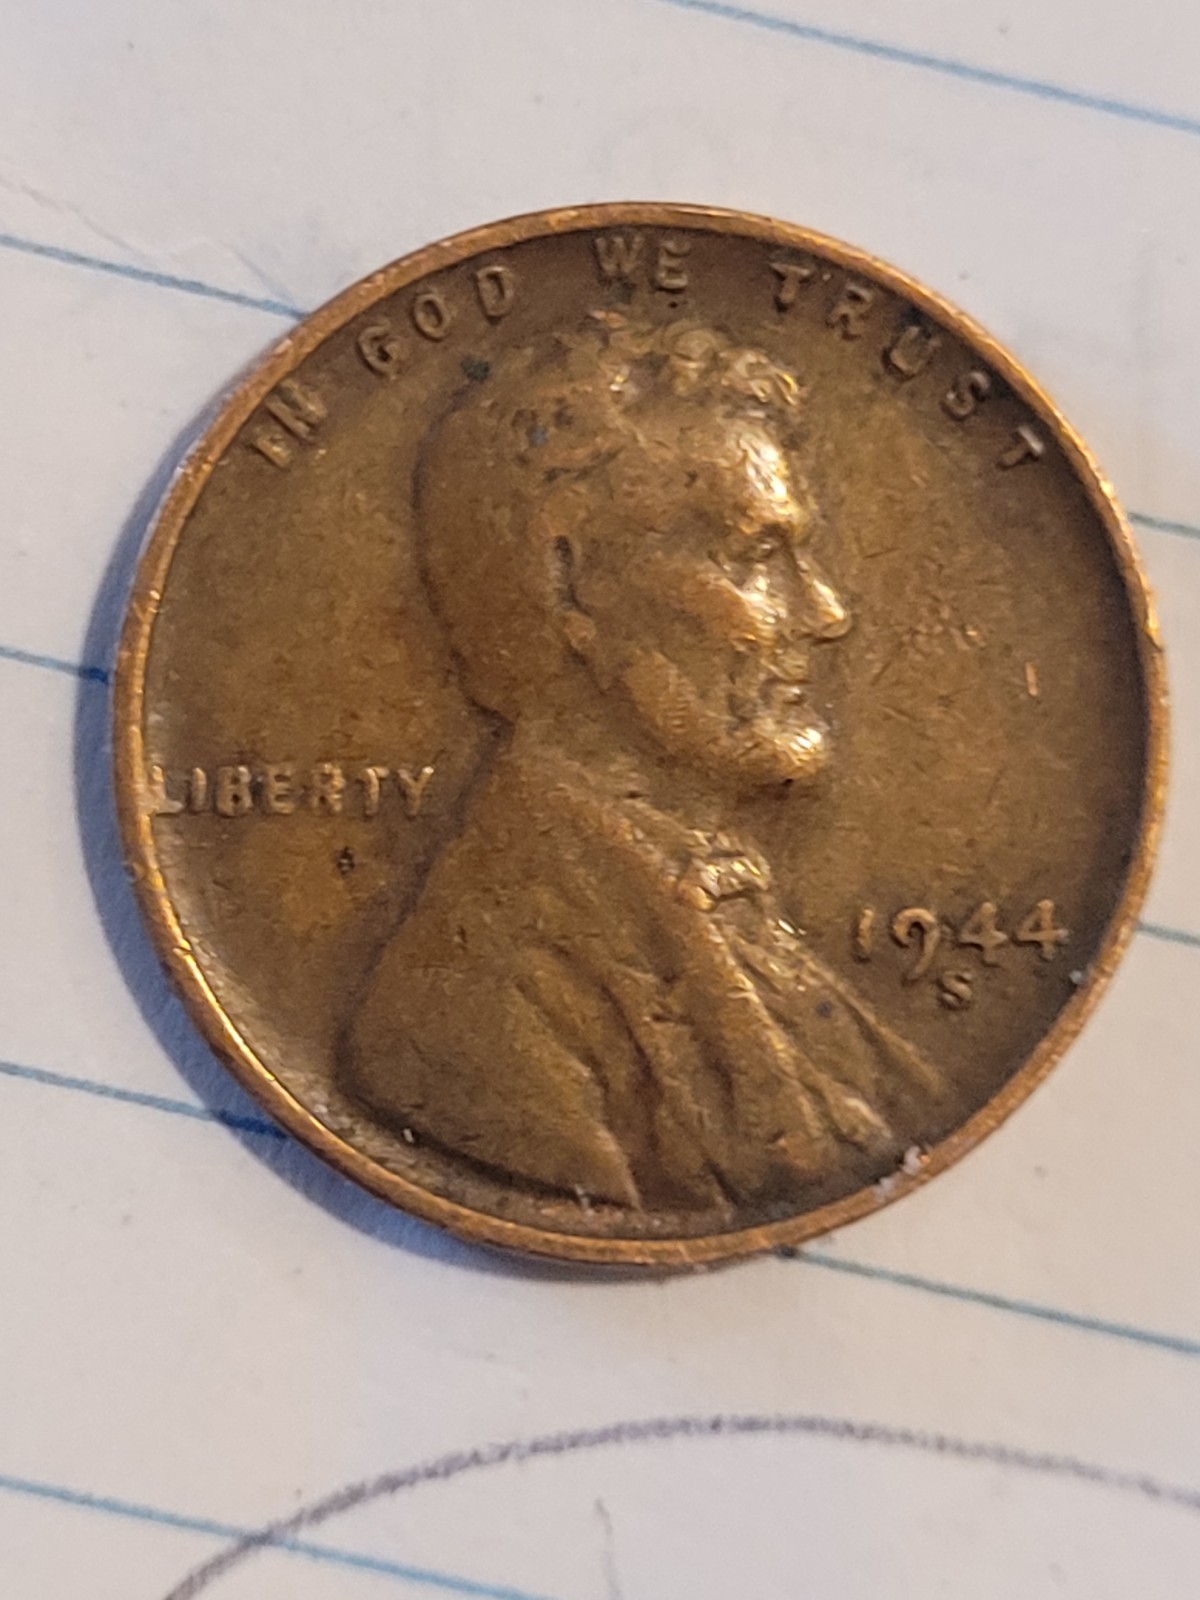 IN GOD WE TRUST
LIBERTY
1944
S